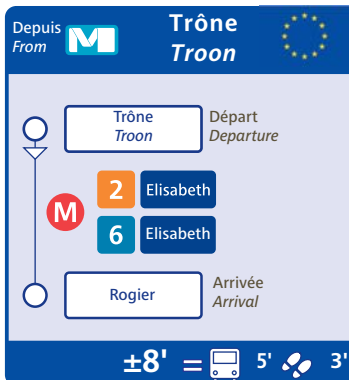 Depuis
From
M
Trône
Troon
Trône
Troon
Départ
Departure
M
2 Elisabeth
6 Elisabeth
Rogier
Arrivée
Arrival
±8' = 5' 3'